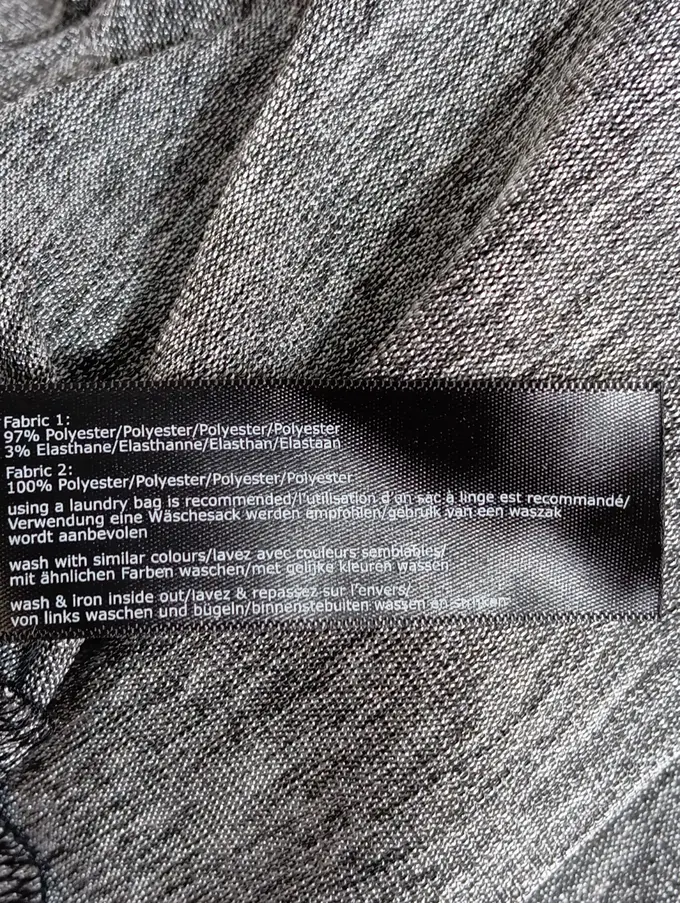 Fabric 1:
97% Polyester/Polyester/Polyester/Polyester
3% Elasthane/Elasthanne/Elasthan/Elastaan
Fabric 2:
100% Polyester/Polyester/Polyester/Polyester
using a laundry bag is recommended/l'utilisation d'un sac à linge est recommandé/
Verwendung eine Wäschesack werden empfohlen/gebruik van een waszak
wordt aanbevolen
wash with similar colours/lavez avec couleurs semblables/
mit ähnlichen Farben waschen/met gelijke kleuren wassen
wash & iron inside out/lavez & repassez sur l'envers/
von links waschen und bügeln/binnenstebuiten wassen en strijken